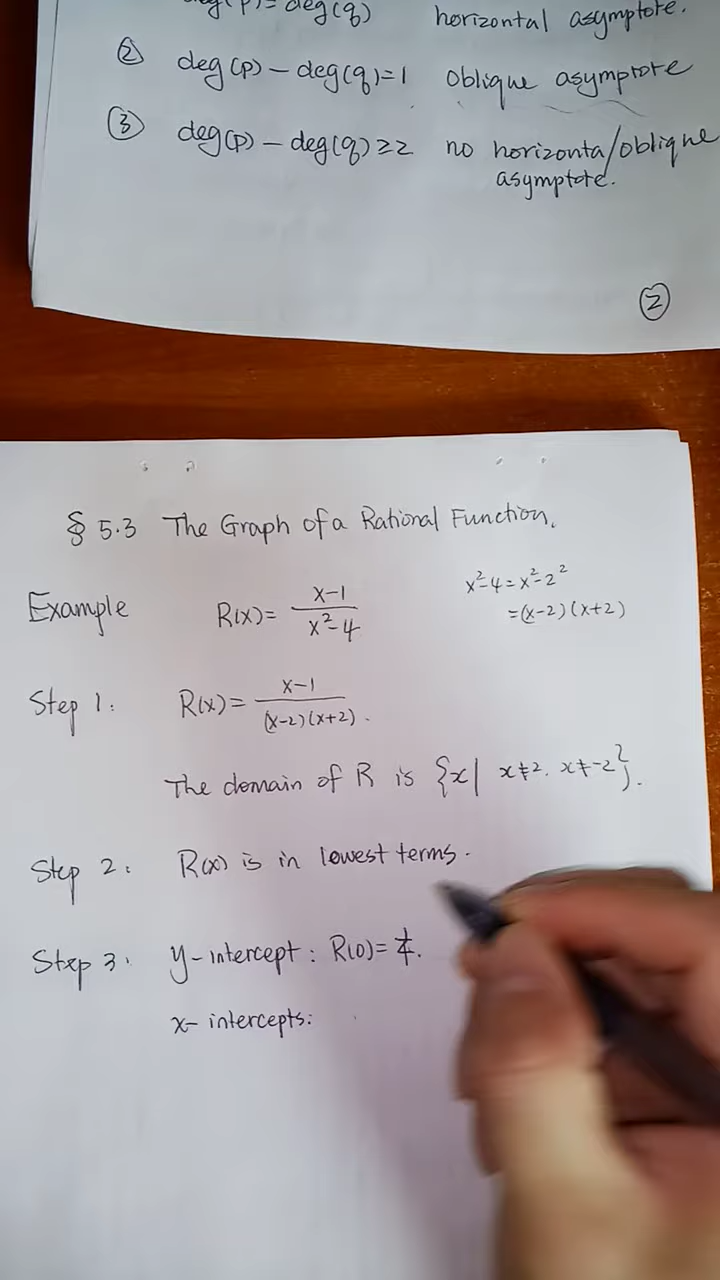 deg(p)=deg(q) horizontal asymptote.
② deg(p) - deg(q)=1 oblique asymptote
③ deg(p) - deg(q) ≥2 no horizontal/oblique
asymptote.
②
§ 5.3 The Graph of a Rational Function.
Example R(x)= (x-1)/(x²-4) x²-4=x²-2²
=(x-2)(x+2)
Step 1: R(x)= (x-1)/((x-2)(x+2)).
The domain of R is {x| x≠2. x≠-2}.
Step 2: R(x) is in lowest terms.
Step 3: y-intercept: R(0)= 1/4.
x-intercepts: